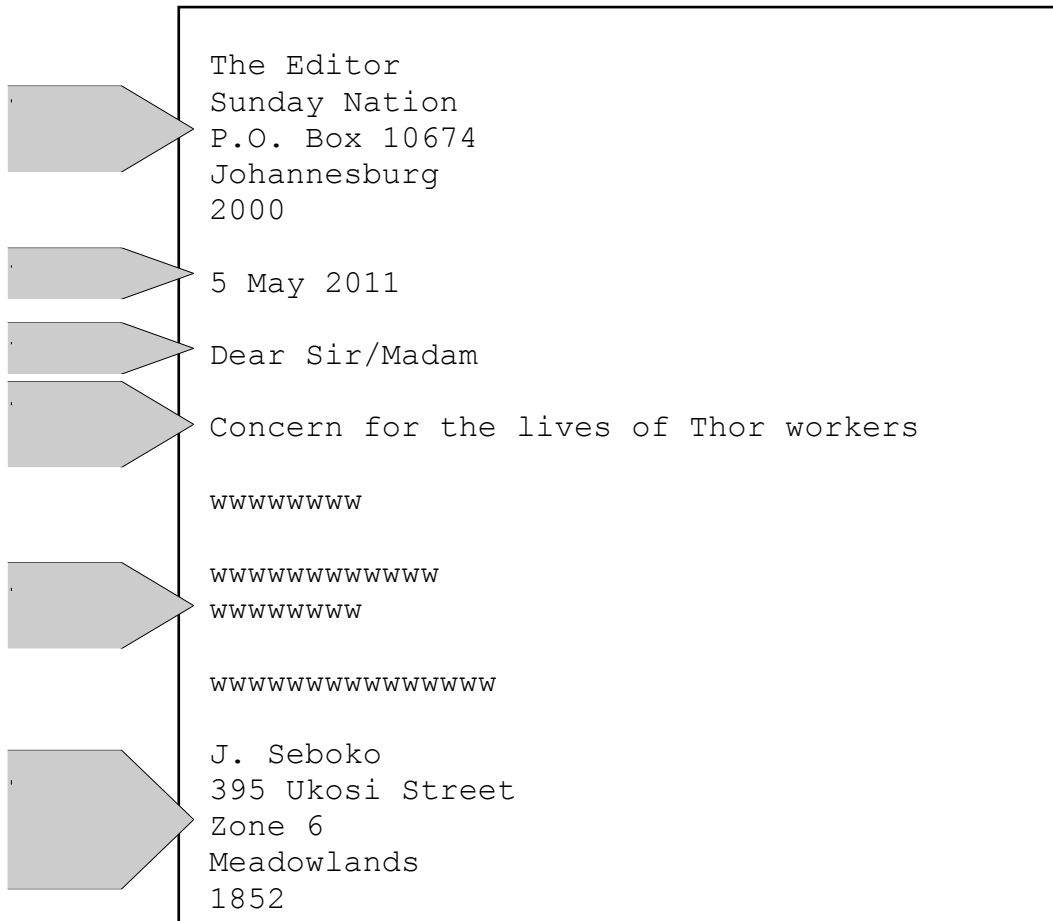 The Editor
Sunday Nation
P.O. Box 10674
Johannesburg
2000
5 May 2011
Dear Sir/Madam
Concern for the lives of Thor workers
wwwwwwww
wwwwwwwwwwww
wwwwwwww
wwwwwwwwwwwwwww
J. Seboko
395 Ukosi Street
Zone 6
Meadowlands
1852